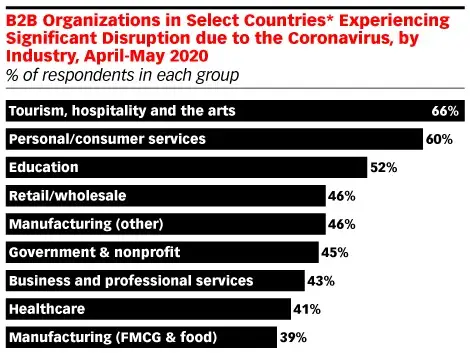 B2B Organizations in Select Countries* Experiencing
Significant Disruption due to the Coronavirus, by
Industry, April-May 2020
% of respondents in each group
Tourism, hospitality and the arts 66%
Personal/consumer services 60%
Education 52%
Retail/wholesale 46%
Manufacturing (other) 46%
Government & nonprofit 45%
Business and professional services 43%
Healthcare 41%
Manufacturing (FMCG & food) 39%